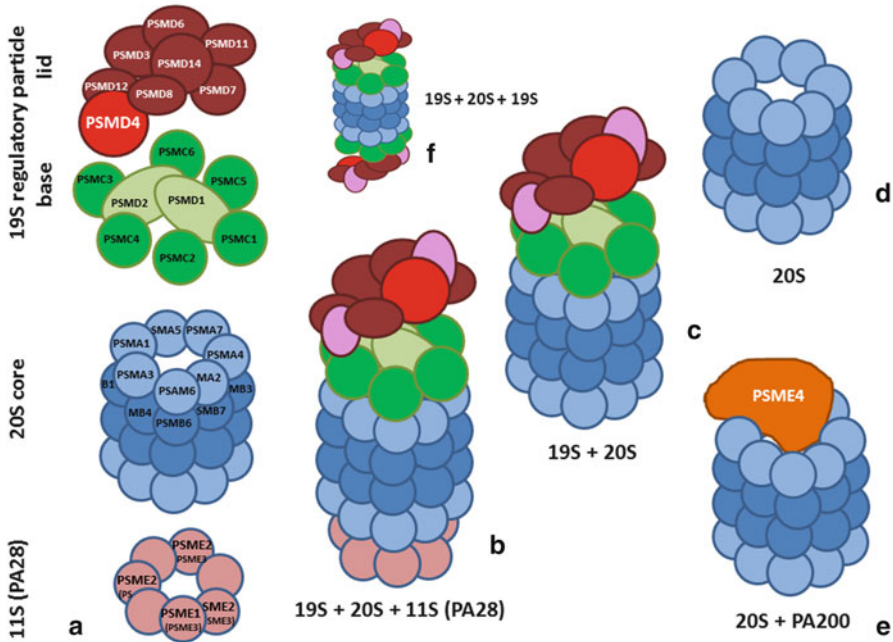 19S regulatory particle
lid
base
PSMD6
PSMD3
PSMD11
PSMD14
PSMD12
PSMD8
PSMD7
PSMD4
PSMC6
PSMC3
PSMC5
PSMD2
PSMD1
PSMC4
PSMC1
PSMC2
20S core
SMA5
PSMA7
PSMA1
PSMA4
PSMA3
MA2
B1
PSAM6
MB3
MB4
SMB7
PSMB6
11S (PA28)
PSME2
PSME3
PSME2
(PS
PSME1
(PSME3)
SME2
SME3)
a
19S + 20S + 19S
f
b
19S + 20S + 11S (PA28)
c
19S + 20S
d
20S
PSME4
20S + PA200
e